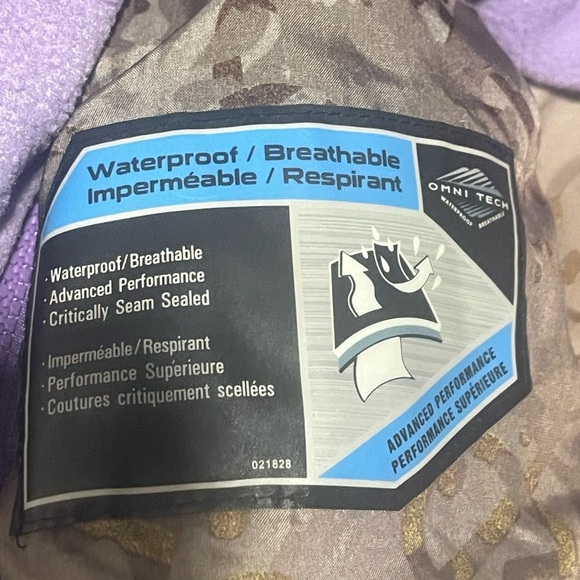 Waterproof / Breathable
Imperméable / Respirant
OMNI TECH
WATERPROOF BREATHABLE
· Waterproof/Breathable
· Advanced Performance
· Critically Seam Sealed
· Imperméable/Respirant
· Performance Supérieure
· Coutures critiquement scellées
021828
ADVANCED PERFORMANCE
PERFORMANCE SUPÉRIEURE